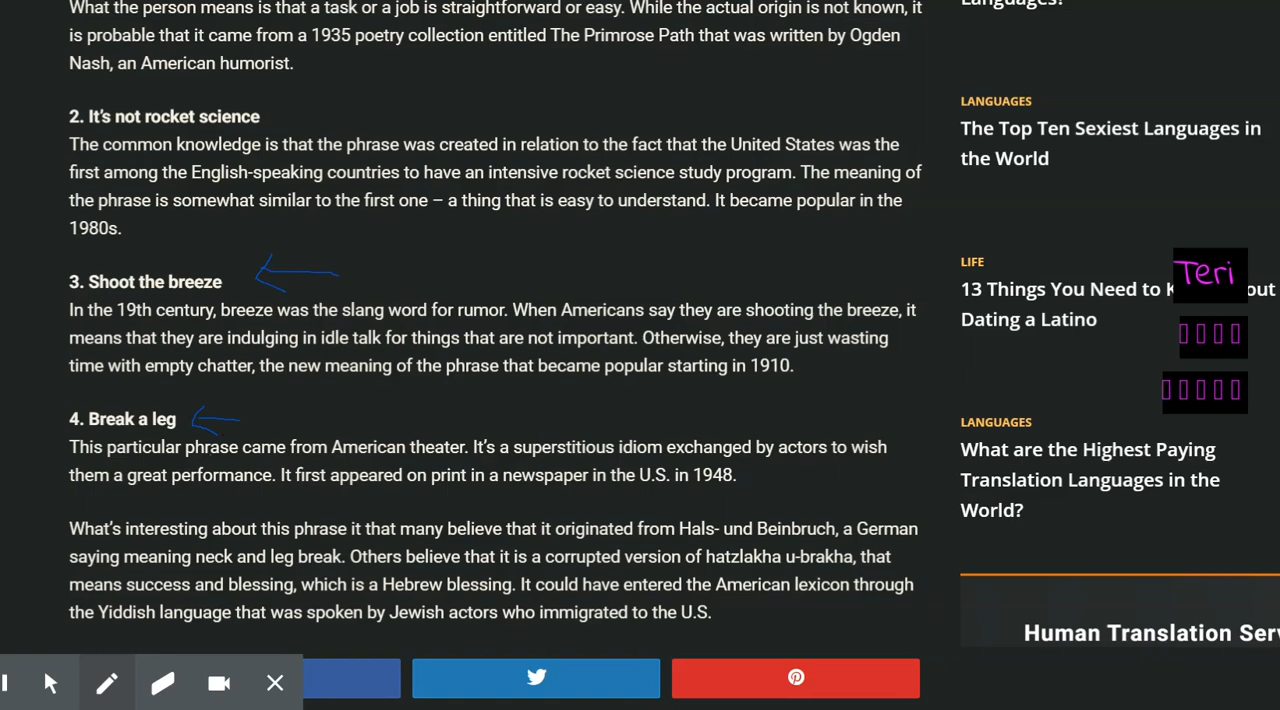 What the person means is that a task or a job is straightforward or easy. While the actual origin is not known, it
is probable that it came from a 1935 poetry collection entitled The Primrose Path that was written by Ogden
Nash, an American humorist.
2. It's not rocket science
The common knowledge is that the phrase was created in relation to the fact that the United States was the
first among the English-speaking countries to have an intensive rocket science study program. The meaning of
the phrase is somewhat similar to the first one – a thing that is easy to understand. It became popular in the
1980s.
3. Shoot the breeze
In the 19th century, breeze was the slang word for rumor. When Americans say they are shooting the breeze, it
means that they are indulging in idle talk for things that are not important. Otherwise, they are just wasting
time with empty chatter, the new meaning of the phrase that became popular starting in 1910.
4. Break a leg
This particular phrase came from American theater. It's a superstitious idiom exchanged by actors to wish
them a great performance. It first appeared on print in a newspaper in the U.S. in 1948.
What's interesting about this phrase it that many believe that it originated from Hals- und Beinbruch, a German
saying meaning neck and leg break. Others believe that it is a corrupted version of hatzlakha u-brakha, that
means success and blessing, which is a Hebrew blessing. It could have entered the American lexicon through
the Yiddish language that was spoken by Jewish actors who immigrated to the U.S.
Languages?
LANGUAGES
The Top Ten Sexiest Languages in
the World
LIFE
13 Things You Need to
Dating a Latino
Teri
LANGUAGES
What are the Highest Paying
Translation Languages in the
World?
Human Translation